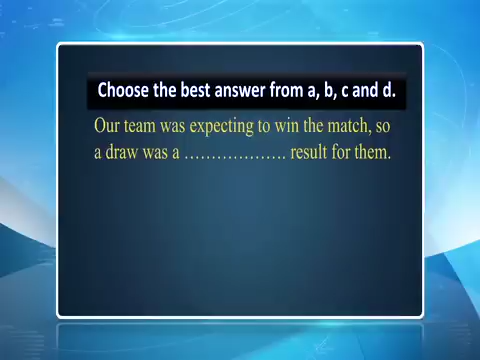 Choose the best answer from a, b, c and d.
Our team was expecting to win the match, so
a draw was a ………………. result for them.